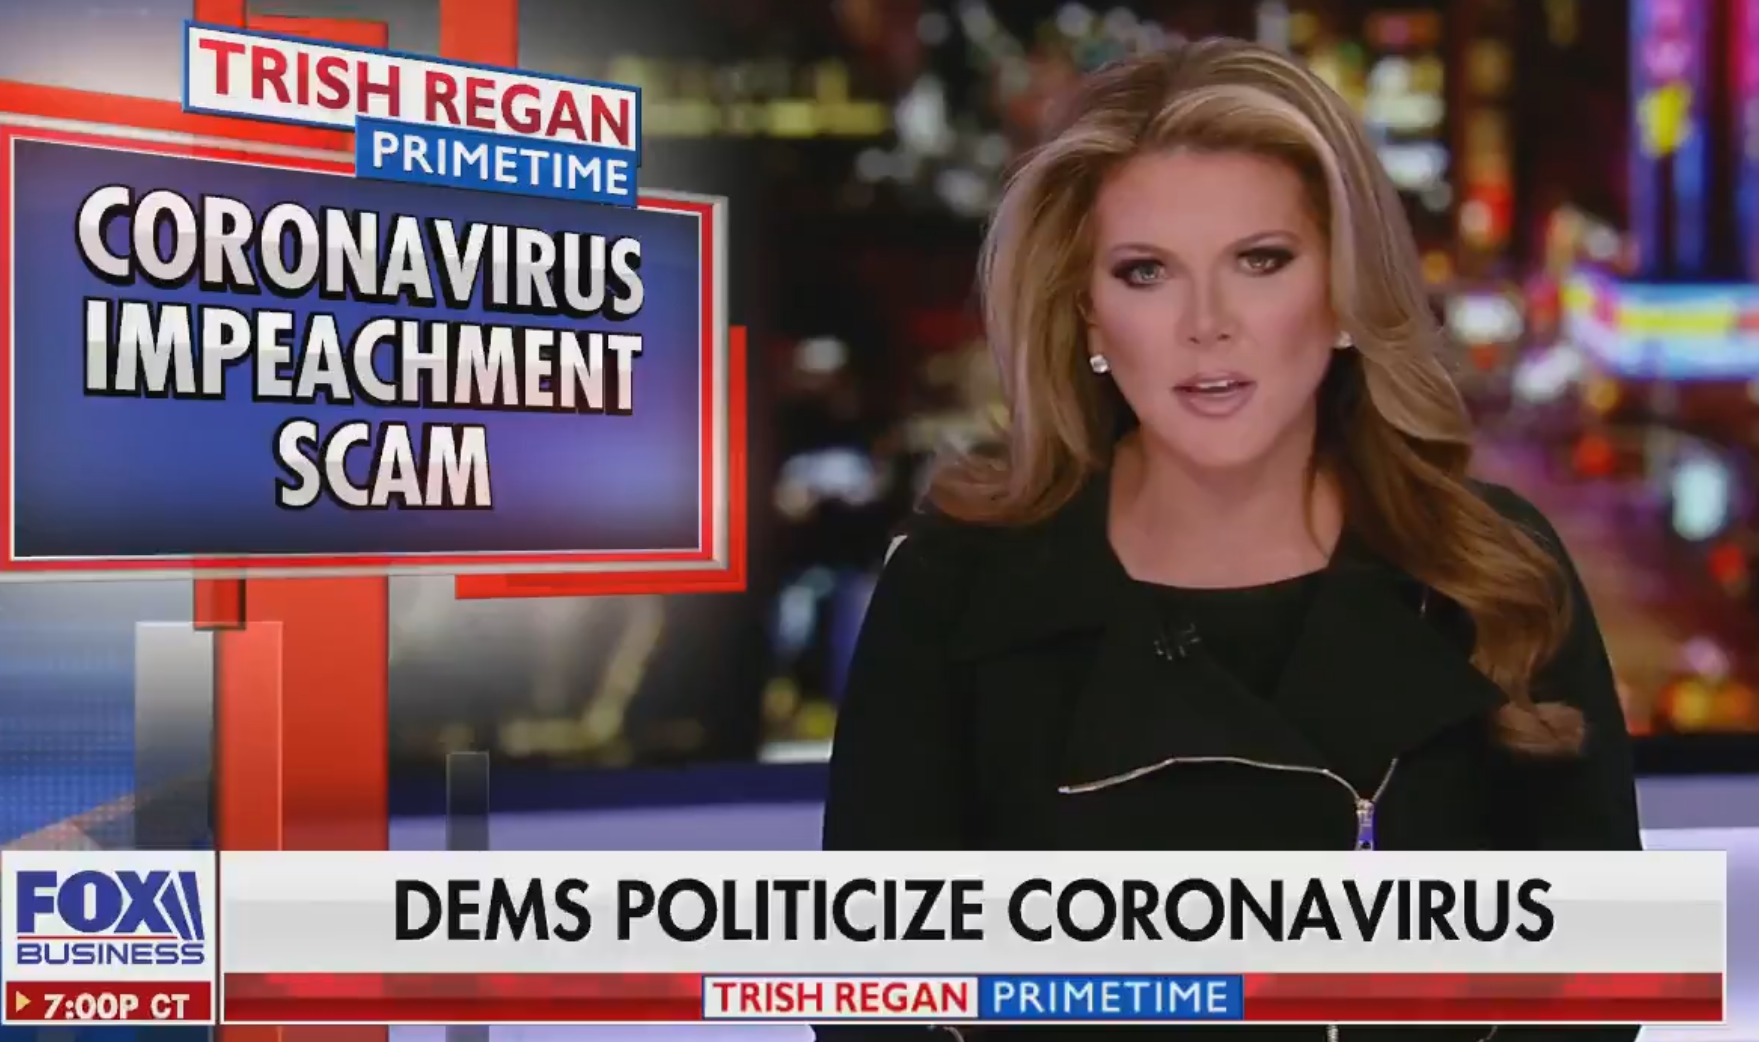 TRISH REGAN
PRIMETIME
CORONAVIRUS
IMPEACHMENT
SCAM
FOX
BUSINESS
7:00P CT
DEMS POLITICIZE CORONAVIRUS
TRISH REGAN PRIMETIME